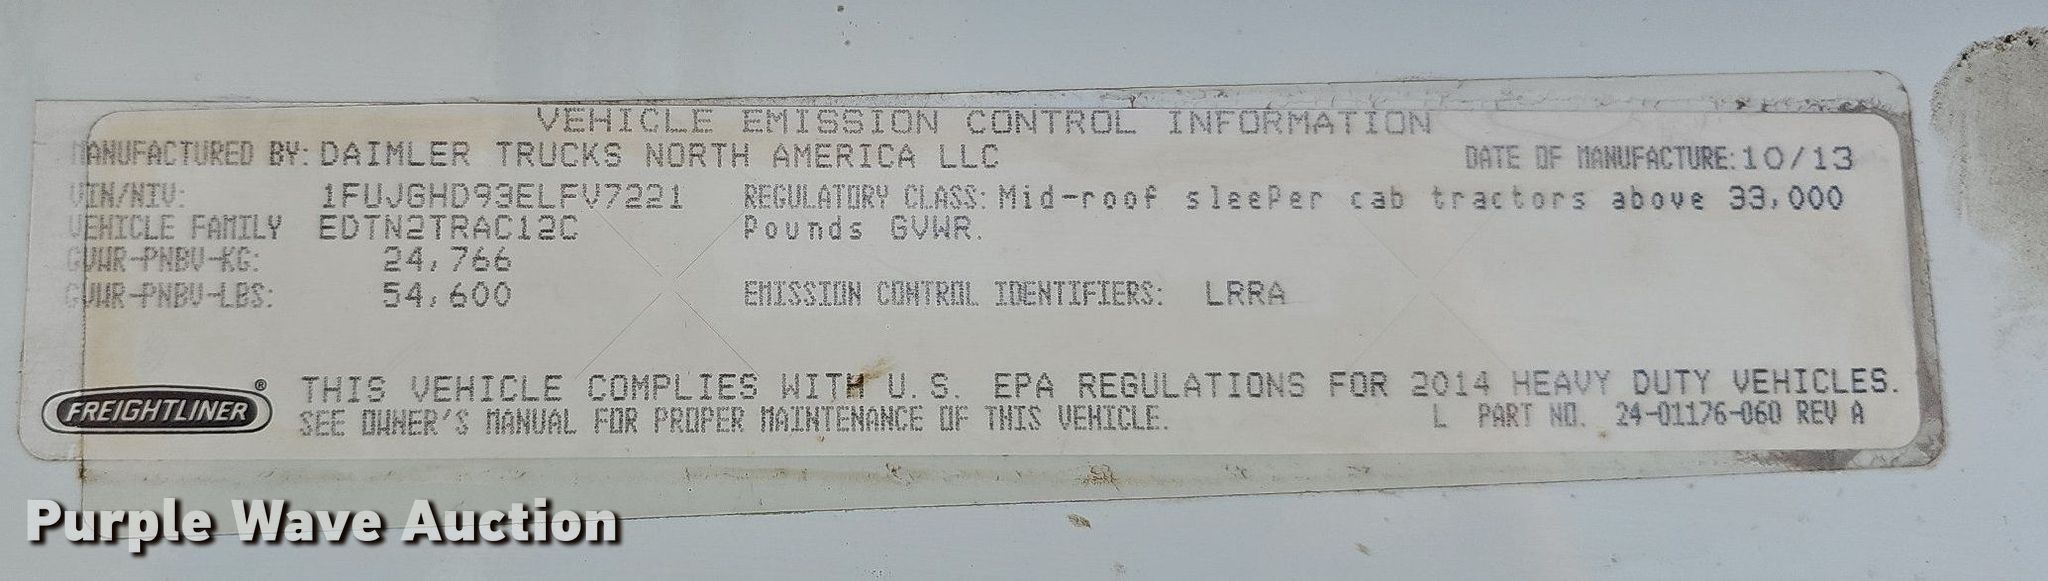 VEHICLE EMISSION CONTROL INFORMATION
MANUFACTURED BY: DAIMLER TRUCKS NORTH AMERICA LLC DATE OF MANUFACTURE: 10/13
VIN/NIV: 1FUJGHD93ELFV7221 REGULATORY CLASS: Mid-roof sleeper cab tractors above 33,000
VEHICLE FAMILY EDTN2TRAC12C Pounds GVWR.
GVWR-PNBV-KG: 24,766
GVWR-PNBV-LBS: 54,600 EMISSION CONTROL IDENTIFIERS: LRRA
FREIGHTLINER ® THIS VEHICLE COMPLIES WITH U.S. EPA REGULATIONS FOR 2014 HEAVY DUTY VEHICLES.
SEE OWNER'S MANUAL FOR PROPER MAINTENANCE OF THIS VEHICLE. L PART NO. 24-01176-060 REV A
Purple Wave Auction